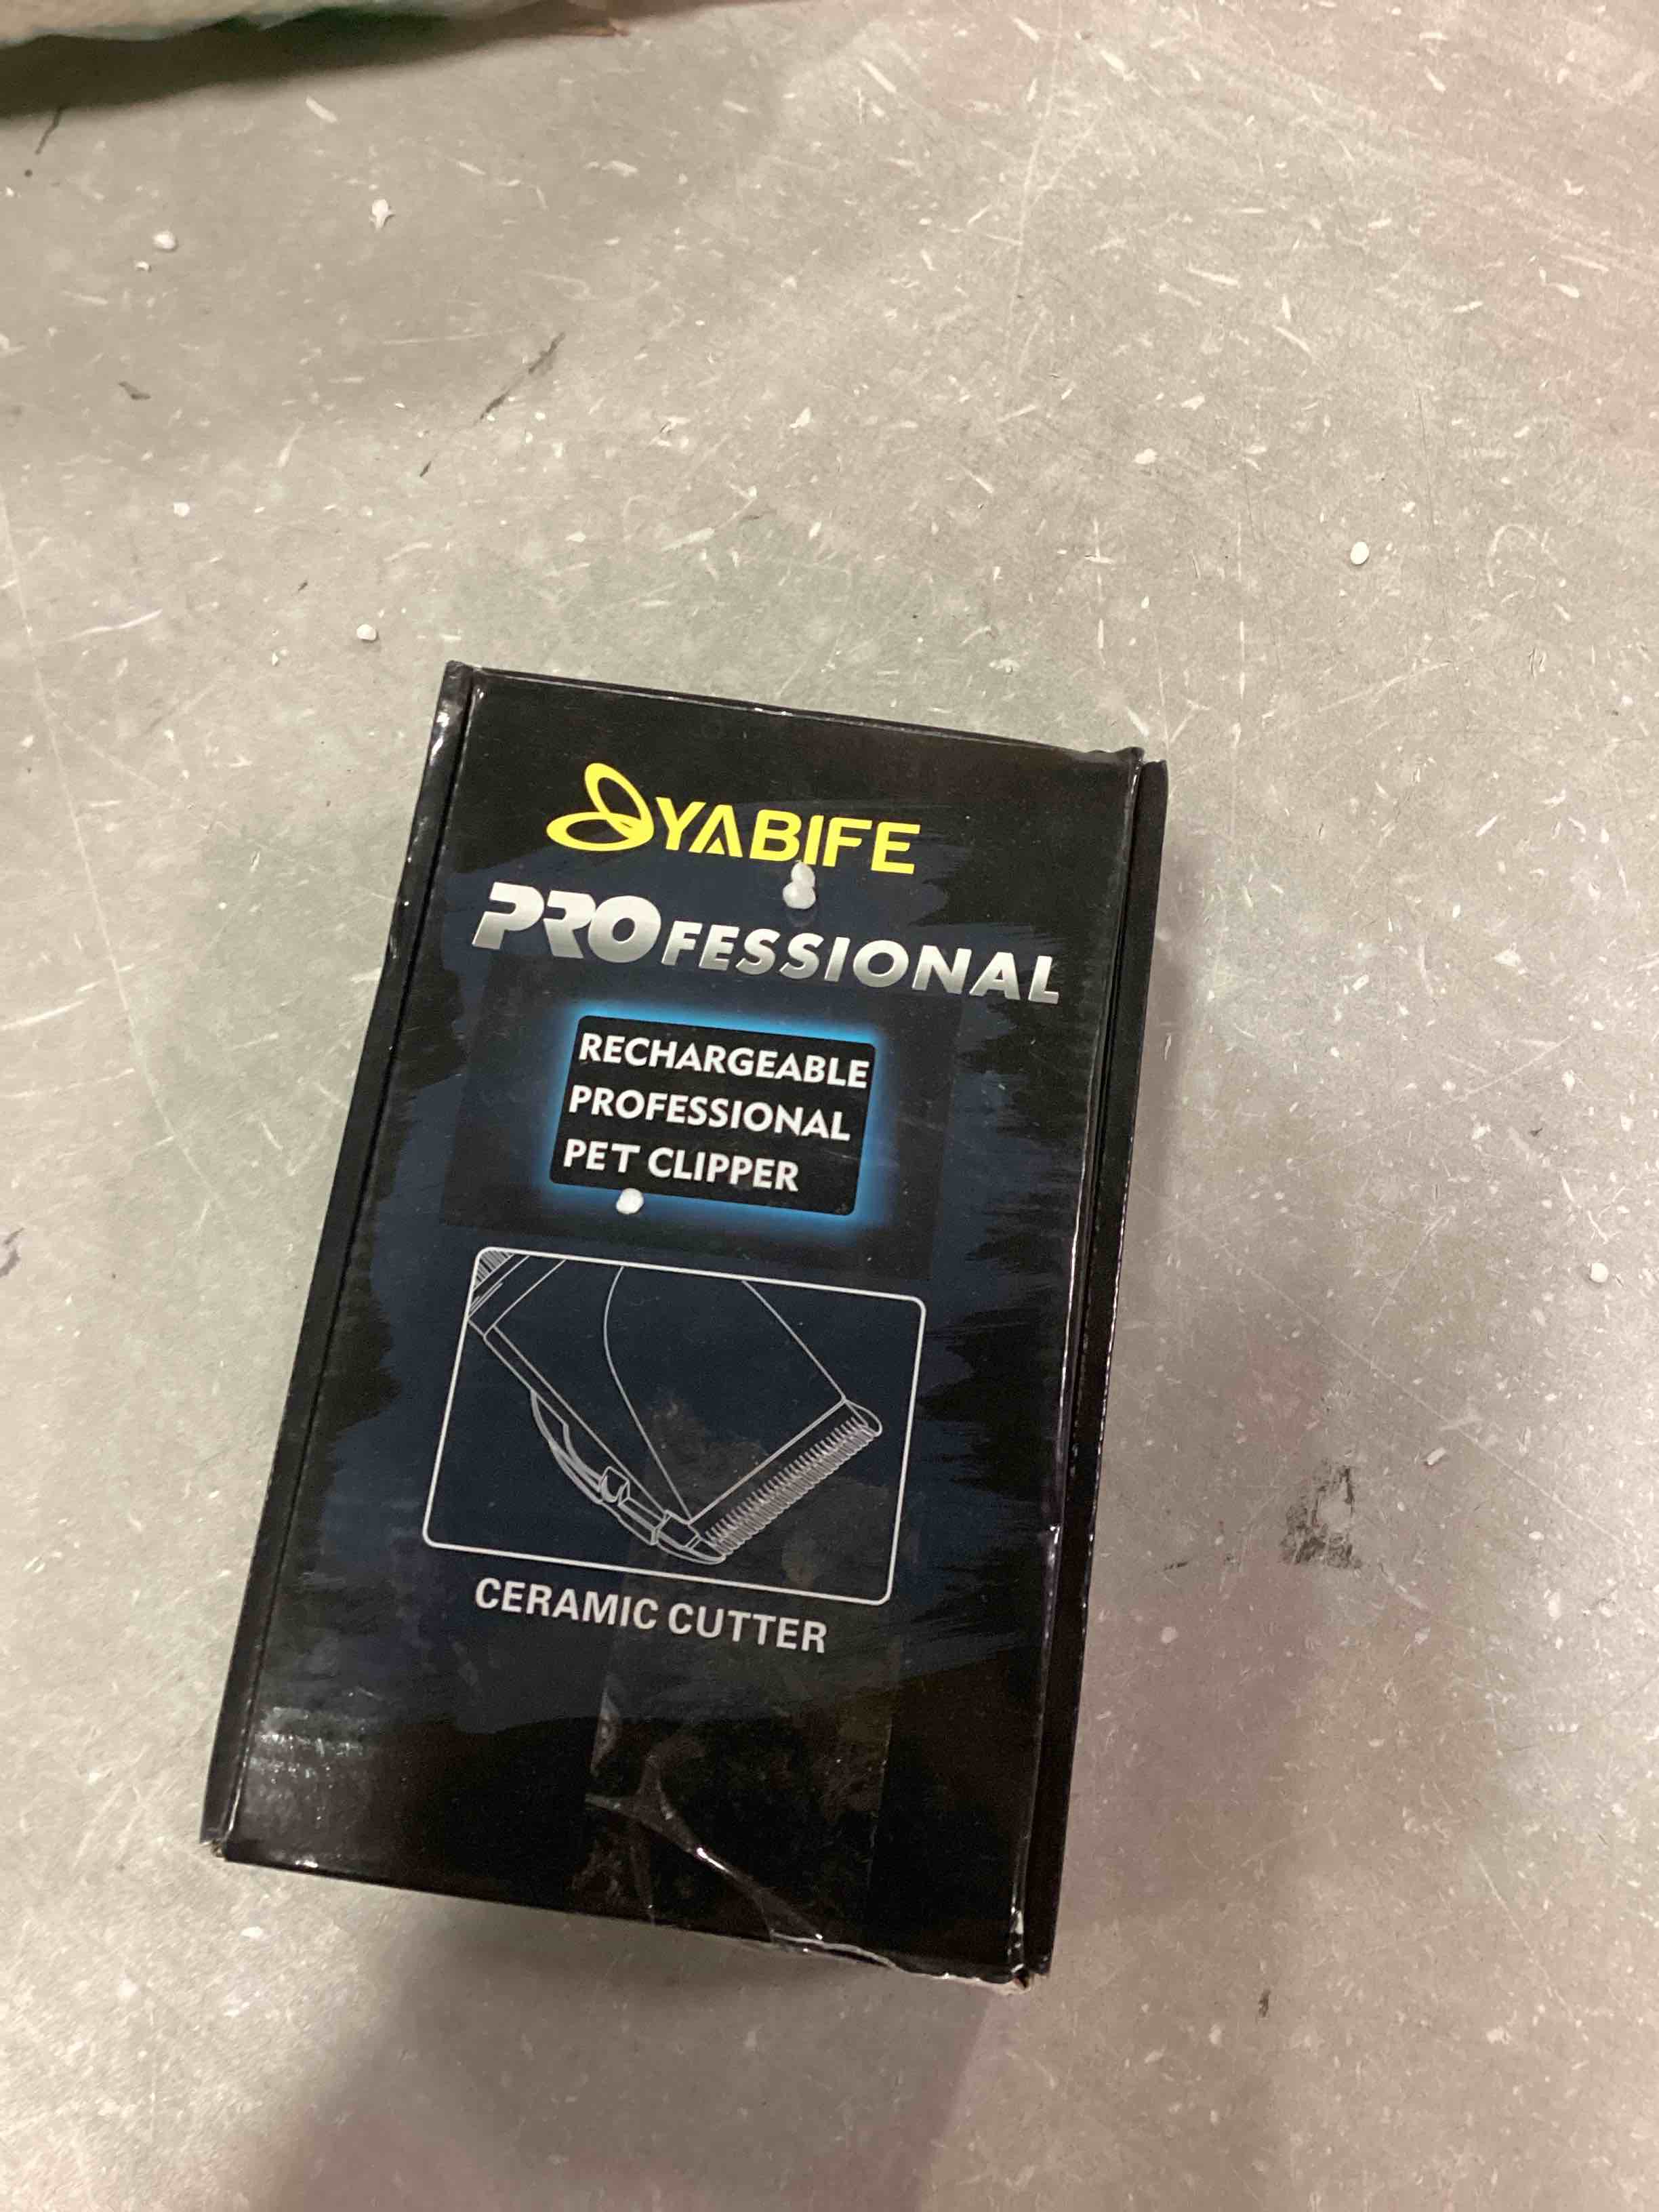 YABIFE
PROFESSIONAL
RECHARGEABLE
PROFESSIONAL
PET CLIPPER
CERAMIC CUTTER